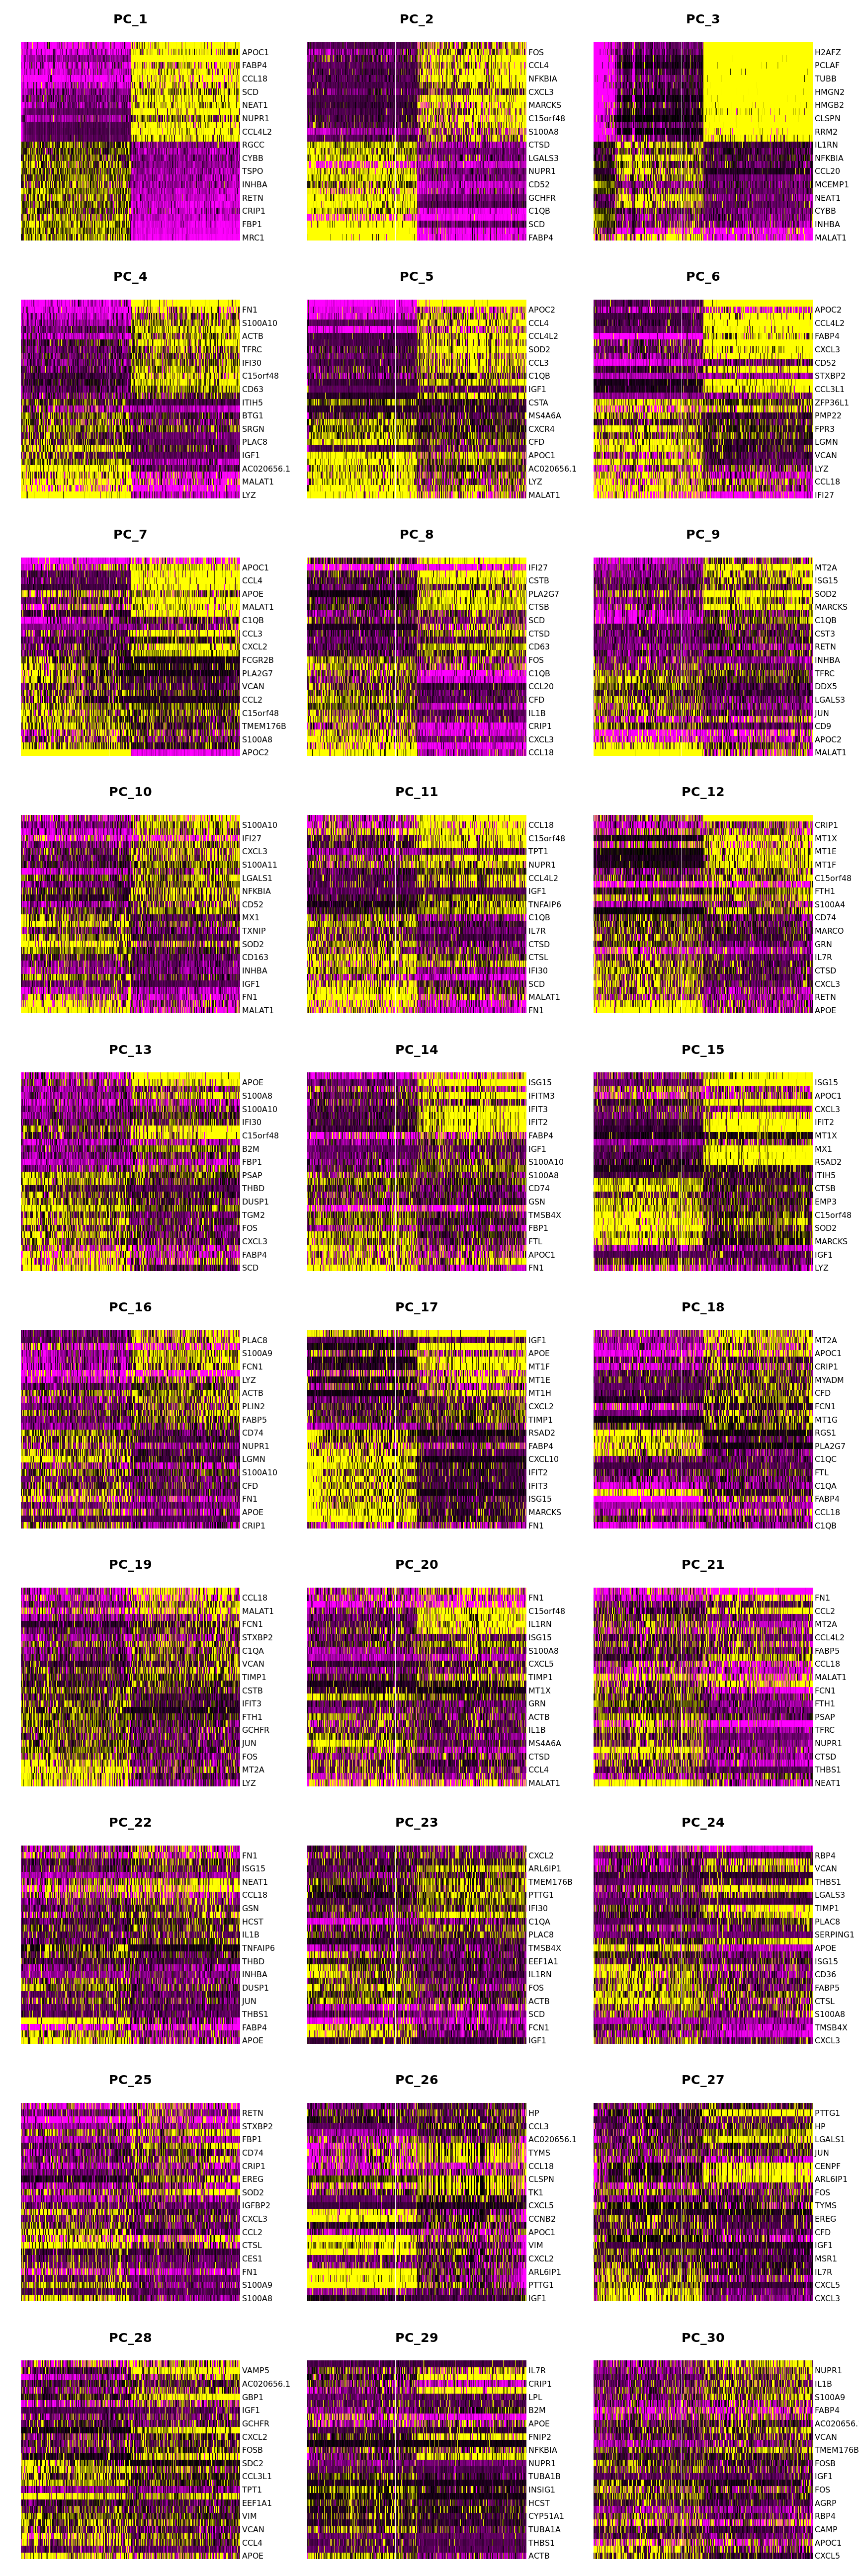 PC_1
APOC1
FABP4
CCL18
SCD
NEAT1
NUPR1
CCL4L2
RGCC
CYBB
TSPO
INHBA
RETN
CRIP1
FBP1
MRC1
PC_2
FOS
CCL4
NFKBIA
CXCL3
MARCKS
C15orf48
S100A8
CTSD
LGALS3
NUPR1
CD52
GCHFR
C1QB
SCD
FABP4
PC_3
H2AFZ
PCLAF
TUBB
HMGN2
HMGB2
CLSPN
RRM2
IL1RN
NFKBIA
CCL20
MCEMP1
NEAT1
CYBB
INHBA
MALAT1
PC_4
FN1
S100A10
ACTB
TFRC
IFI30
C15orf48
CD63
ITIH5
BTG1
SRGN
PLAC8
IGF1
AC020656.1
MALAT1
LYZ
PC_5
APOC2
CCL4
CCL4L2
SOD2
CCL3
C1QB
IGF1
CSTA
MS4A6A
CXCR4
CFD
APOC1
AC020656.1
LYZ
MALAT1
PC_6
APOC2
CCL4L2
FABP4
CXCL3
CD52
STXBP2
CCL3L1
ZFP36L1
PMP22
FPR3
LGMN
VCAN
LYZ
CCL18
IFI27
PC_7
APOC1
CCL4
APOE
MALAT1
C1QB
CCL3
CXCL2
FCGR2B
PLA2G7
VCAN
CCL2
C15orf48
TMEM176B
S100A8
APOC2
PC_8
IFI27
CSTB
PLA2G7
CTSB
SCD
CTSD
CD63
FOS
C1QB
CCL20
CFD
IL1B
CRIP1
CXCL3
CCL18
PC_9
MT2A
ISG15
SOD2
MARCKS
C1QB
CST3
RETN
INHBA
TFRC
DDX5
LGALS3
JUN
CD9
APOC2
MALAT1
PC_10
S100A10
IFI27
CXCL3
S100A11
LGALS1
NFKBIA
CD52
MX1
TXNIP
SOD2
CD163
INHBA
IGF1
FN1
MALAT1
PC_11
CCL18
C15orf48
TPT1
NUPR1
CCL4L2
IGF1
TNFAIP6
C1QB
IL7R
CTSD
CTSL
IFI30
SCD
MALAT1
FN1
PC_12
CRIP1
MT1X
MT1E
MT1F
C15orf48
FTH1
S100A4
CD74
MARCO
GRN
IL7R
CTSD
CXCL3
RETN
APOE
PC_13
APOE
S100A8
S100A10
IFI30
C15orf48
B2M
FBP1
PSAP
THBD
DUSP1
TGM2
FOS
CXCL3
FABP4
SCD
PC_14
ISG15
IFITM3
IFIT3
IFIT2
FABP4
IGF1
S100A10
S100A8
CD74
GSN
TMSB4X
FBP1
FTL
APOC1
FN1
PC_15
ISG15
APOC1
CXCL3
IFIT2
MT1X
MX1
RSAD2
ITIH5
CTSB
EMP3
C15orf48
SOD2
MARCKS
IGF1
LYZ
PC_16
PLAC8
S100A9
FCN1
LYZ
ACTB
PLIN2
FABP5
CD74
NUPR1
LGMN
S100A10
CFD
FN1
APOE
CRIP1
PC_17
IGF1
APOE
MT1F
MT1E
MT1H
CXCL2
TIMP1
RSAD2
FABP4
CXCL10
IFIT2
IFIT3
ISG15
MARCKS
FN1
PC_18
MT2A
APOC1
CRIP1
MYADM
CFD
FCN1
MT1G
RGS1
PLA2G7
C1QC
FTL
C1QA
FABP4
CCL18
C1QB
PC_19
CCL18
MALAT1
FCN1
STXBP2
C1QA
VCAN
TIMP1
CSTB
IFIT3
FTH1
GCHFR
JUN
FOS
MT2A
LYZ
PC_20
FN1
C15orf48
IL1RN
ISG15
S100A8
CXCL5
TIMP1
MT1X
GRN
ACTB
IL1B
MS4A6A
CTSD
CCL4
MALAT1
PC_21
FN1
CCL2
MT2A
CCL4L2
FABP5
CCL18
MALAT1
FCN1
FTH1
PSAP
TFRC
NUPR1
CTSD
THBS1
NEAT1
PC_22
FN1
ISG15
NEAT1
CCL18
GSN
HCST
IL1B
TNFAIP6
THBD
INHBA
DUSP1
JUN
THBS1
FABP4
APOE
PC_23
CXCL2
ARL6IP1
TMEM176B
PTTG1
IFI30
C1QA
PLAC8
TMSB4X
EEF1A1
IL1RN
FOS
ACTB
SCD
FCN1
IGF1
PC_24
RBP4
VCAN
THBS1
LGALS3
TIMP1
PLAC8
SERPING1
APOE
ISG15
CD36
FABP5
CTSL
S100A8
TMSB4X
CXCL3
PC_25
RETN
STXBP2
FBP1
CD74
CRIP1
EREG
SOD2
IGFBP2
CXCL3
CCL2
CTSL
CES1
FN1
S100A9
S100A8
PC_26
HP
CCL3
AC020656.1
TYMS
CCL18
CLSPN
TK1
CXCL5
CCNB2
APOC1
VIM
CXCL2
ARL6IP1
PTTG1
IGF1
PC_27
PTTG1
HP
LGALS1
JUN
CENPF
ARL6IP1
FOS
TYMS
EREG
CFD
IGF1
MSR1
IL7R
CXCL5
CXCL3
PC_28
VAMP5
AC020656.1
GBP1
IGF1
GCHFR
CXCL2
FOSB
SDC2
CCL3L1
TPT1
EEF1A1
VIM
VCAN
CCL4
APOE
PC_29
IL7R
CRIP1
LPL
B2M
APOE
FNIP2
NFKBIA
NUPR1
TUBA1B
INSIG1
HCST
CYP51A1
TUBA1A
THBS1
ACTB
PC_30
NUPR1
IL1B
S100A9
FABP4
AC020656.
VCAN
TMEM176B
FOSB
IGF1
FOS
AGRP
RBP4
CAMP
APOC1
CXCL5